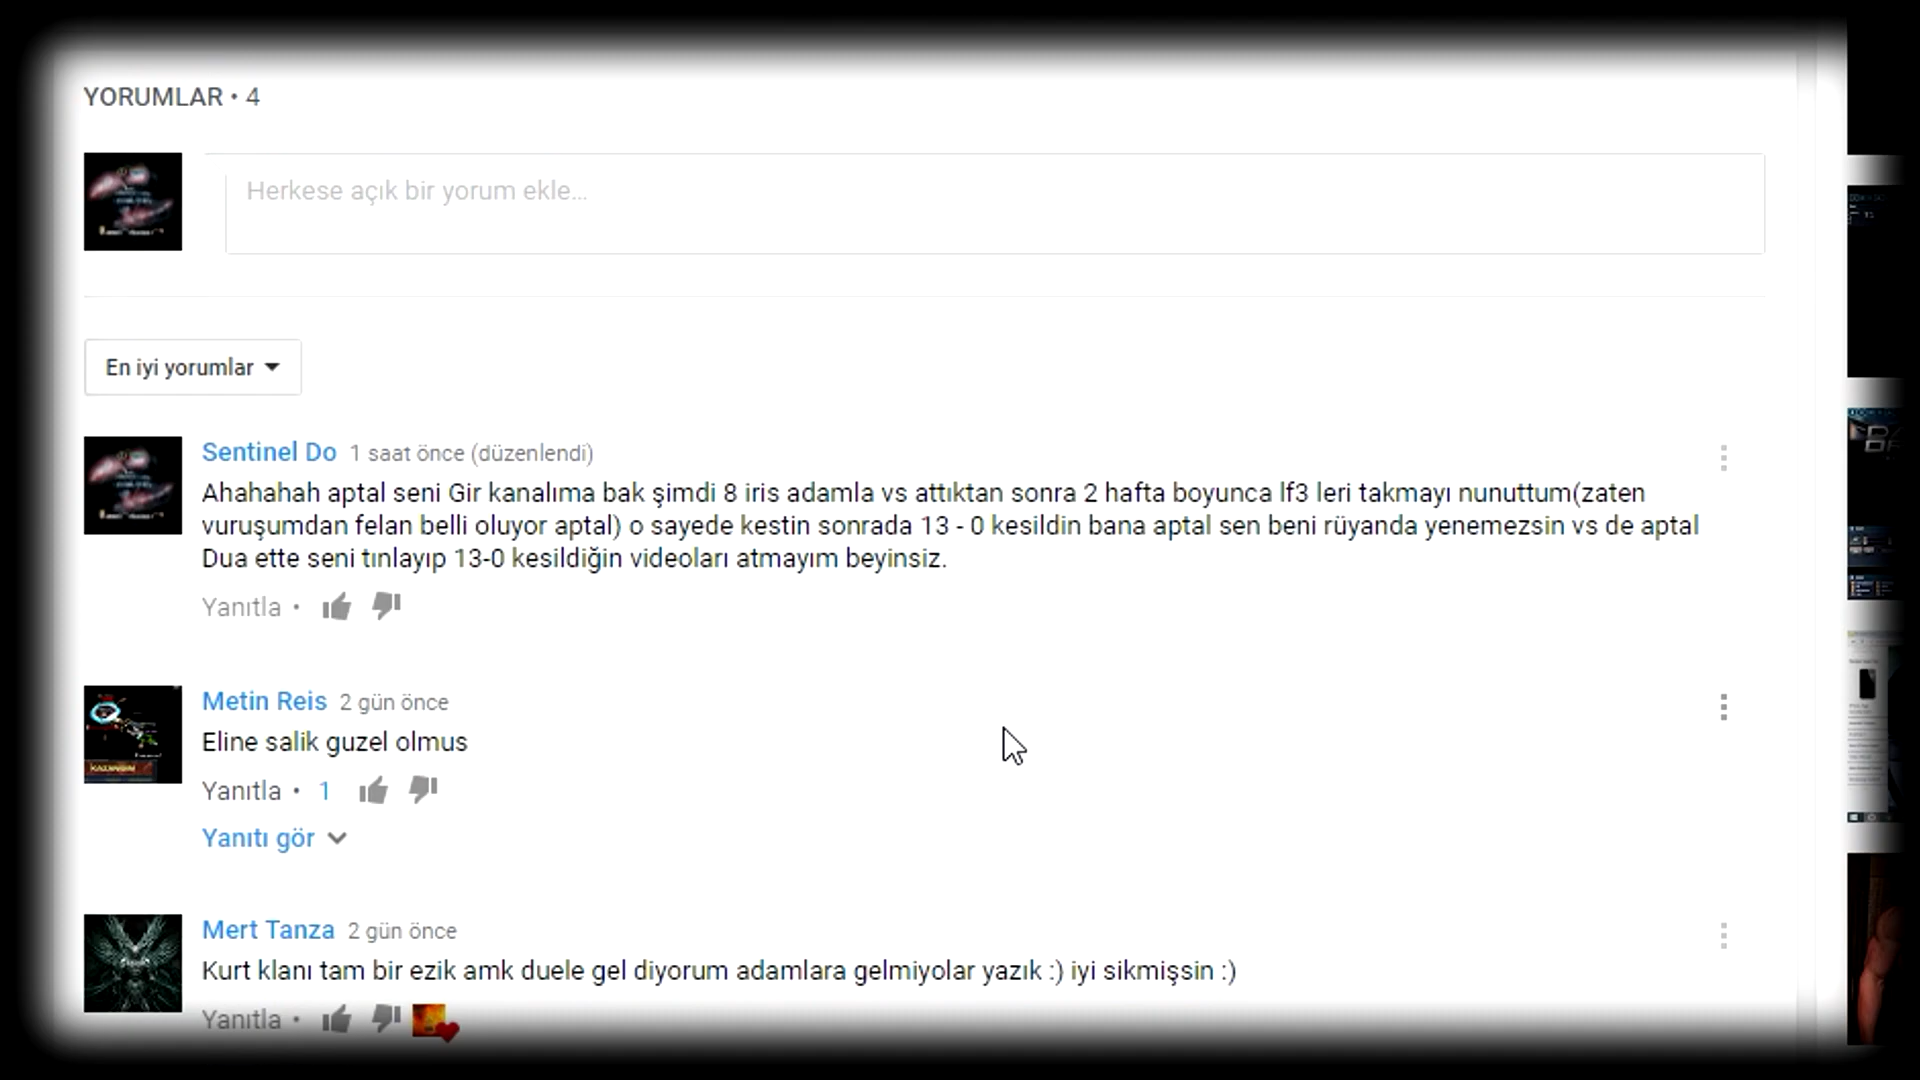 YORUMLAR • 4
Herkese açık bir yorum ekle...
En iyi yorumlar
Sentinel Do 1 saat önce (düzenlendi)
Ahahahah aptal seni Gir kanalıma bak şimdi 8 iris adamla vs attıktan sonra 2 hafta boyunca lf3 leri takmayı nunuttum(zaten
vuruşumdan felan belli oluyor aptal) o sayede kestin sonrada 13 - 0 kesildin bana aptal sen beni rüyanda yenemezsin vs de aptal
Dua ette seni tınlayıp 13-0 kesildiğin videoları atmayım beyinsiz.
Yanıtla •
Metin Reis 2 gün önce
Eline salik guzel olmus
Yanıtla • 1
Yanıtı gör
Mert Tanza 2 gün önce
Kurt klanı tam bir ezik amk duele gel diyorum adamlara gelmiyolar yazık :) iyi sikmişsin :)
Yanıtla •